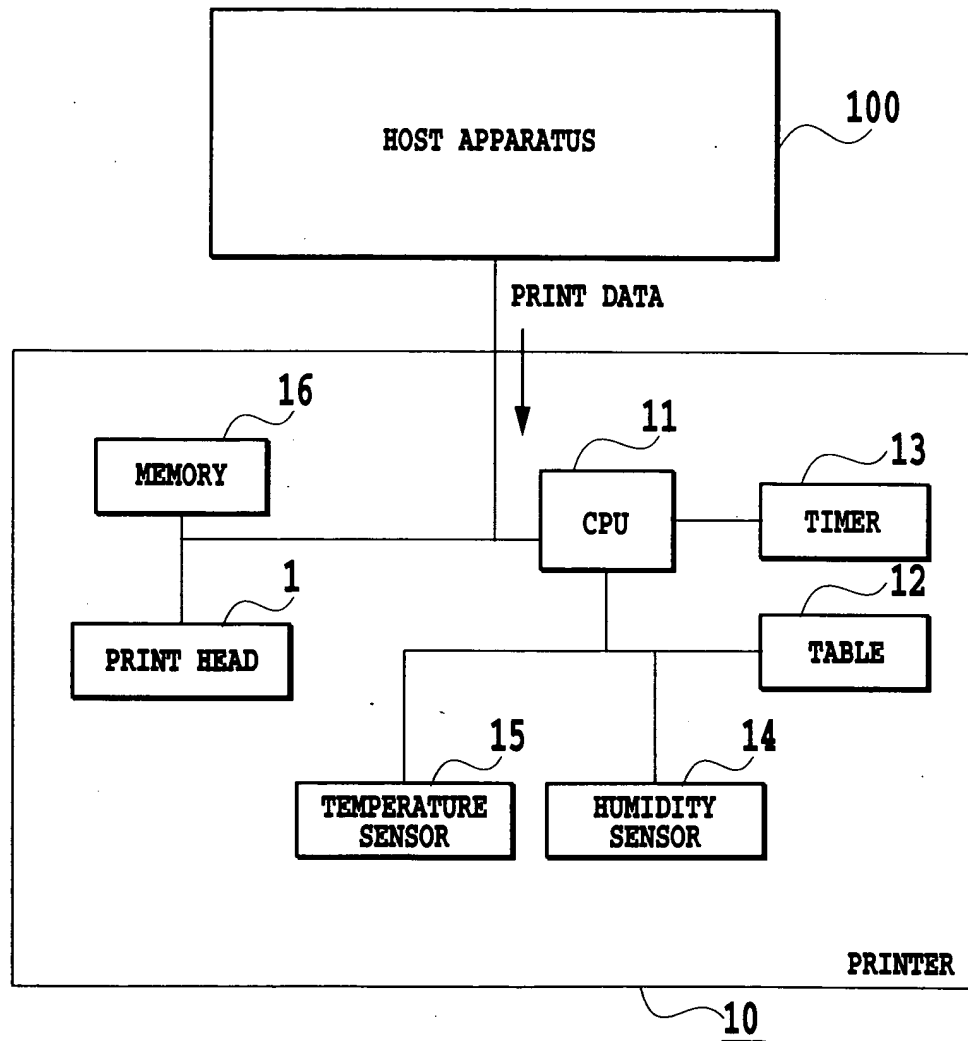 HOST APPARATUS
100
PRINT DATA
16
MEMORY
11
CPU
13
TIMER
1
PRINT HEAD
12
TABLE
15
TEMPERATURE
SENSOR
14
HUMIDITY
SENSOR
PRINTER
10